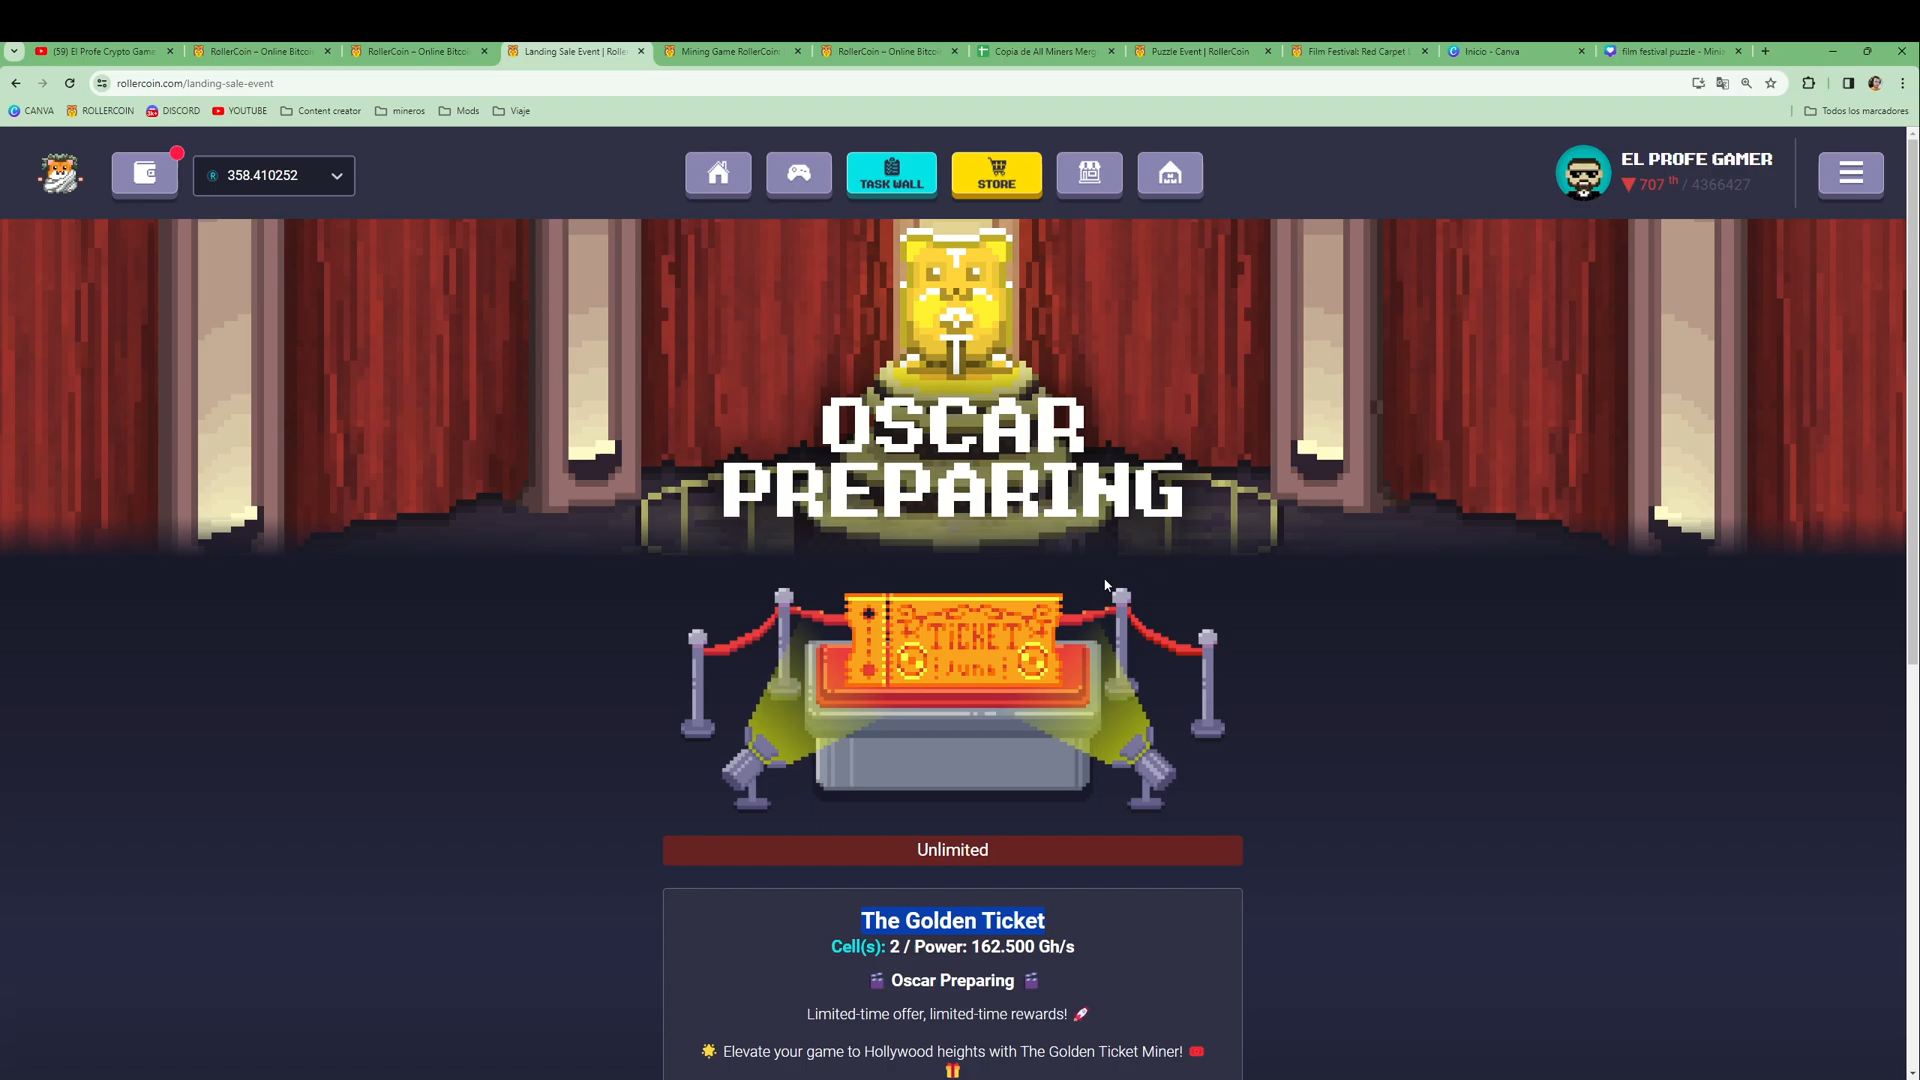 (59) El Profe Crypto Game
RollerCoin – Online Bitcoi
RollerCoin – Online Bitcoi
Landing Sale Event | Rolle
Mining Game RollerCoin:
RollerCoin – Online Bitcoi
Copia de All Miners Merg
Puzzle Event | RollerCoin
Film Festival: Red Carpet
Inicio - Canva
film festival puzzle - Mini
rollercoin.com/landing-sale-event
CANVA
ROLLERCOIN
DISCORD
YOUTUBE
Content creator
mineros
Mods
Viaje
Todos los marcadores
358.410252
TASK WALL
STORE
EL PROFE GAMER
707 th / 4366427
OSCAR
PREPARING
TICKET
Unlimited
The Golden Ticket
Cell(s): 2 / Power: 162.500 Gh/s
🎬 Oscar Preparing 🎬
Limited-time offer, limited-time rewards! 🚀
🌟 Elevate your game to Hollywood heights with The Golden Ticket Miner! 🎟️
🎁